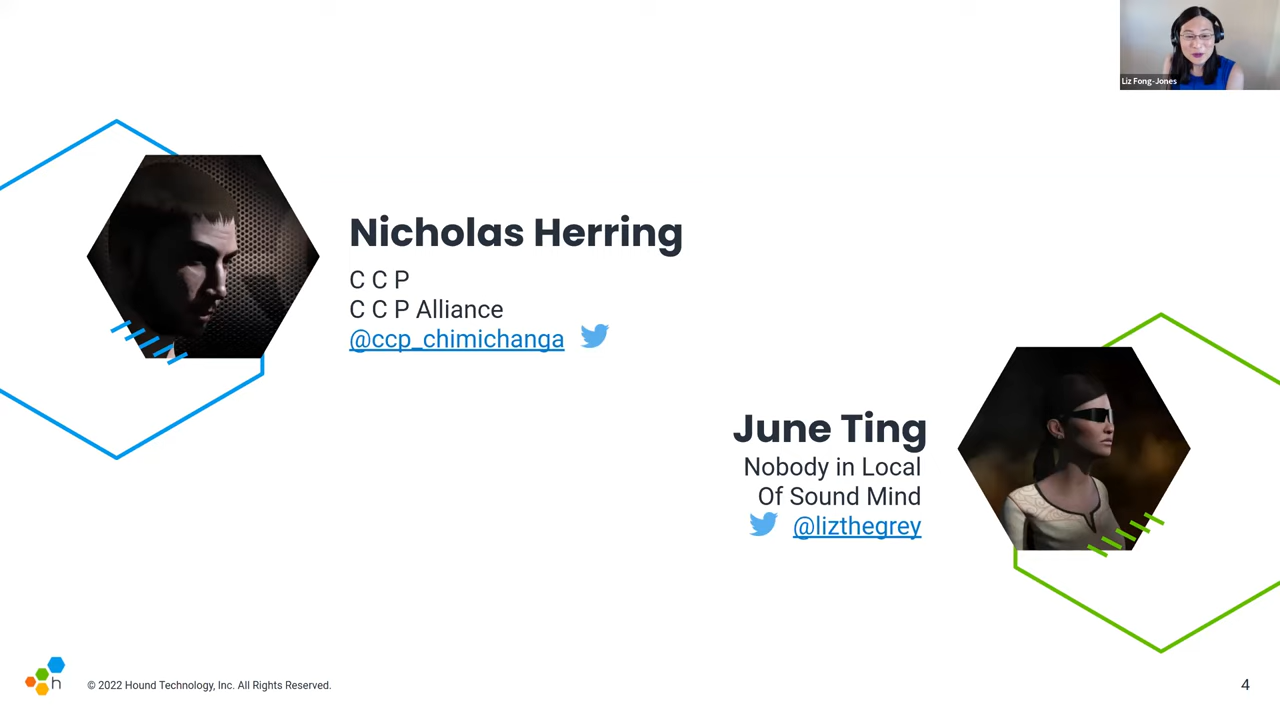 Liz Fong-Jones
Nicholas Herring
C C P
C C P Alliance
@ccp_chimichanga
June Ting
Nobody in Local
Of Sound Mind
@lizthegrey
h
© 2022 Hound Technology, Inc. All Rights Reserved.
4